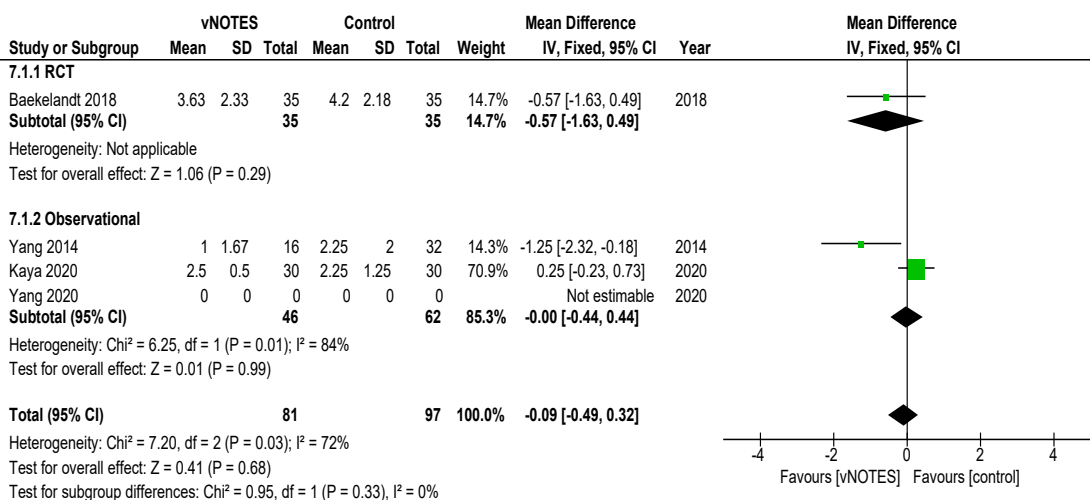 vNOTES Control Mean Difference Mean Difference
Study or Subgroup Mean SD Total Mean SD Total Weight IV, Fixed, 95% CI Year IV, Fixed, 95% CI
7.1.1 RCT
Baekelandt 2018 3.63 2.33 35 4.2 2.18 35 14.7% -0.57 [-1.63, 0.49] 2018
Subtotal (95% CI) 35 35 14.7% -0.57 [-1.63, 0.49]
Heterogeneity: Not applicable
Test for overall effect: Z = 1.06 (P = 0.29)
7.1.2 Observational
Yang 2014 1 1.67 16 2.25 2 32 14.3% -1.25 [-2.32, -0.18] 2014
Kaya 2020 2.5 0.5 30 2.25 1.25 30 70.9% 0.25 [-0.23, 0.73] 2020
Yang 2020 0 0 0 0 0 0 Not estimable 2020
Subtotal (95% CI) 46 62 85.3% -0.00 [-0.44, 0.44]
Heterogeneity: Chi² = 6.25, df = 1 (P = 0.01); I² = 84%
Test for overall effect: Z = 0.01 (P = 0.99)
Total (95% CI) 81 97 100.0% -0.09 [-0.49, 0.32]
Heterogeneity: Chi² = 7.20, df = 2 (P = 0.03); I² = 72%
Test for overall effect: Z = 0.41 (P = 0.68)
Test for subgroup differences: Chi² = 0.95, df = 1 (P = 0.33), I² = 0%
-4 -2 0 2 4
Favours [vNOTES] Favours [control]